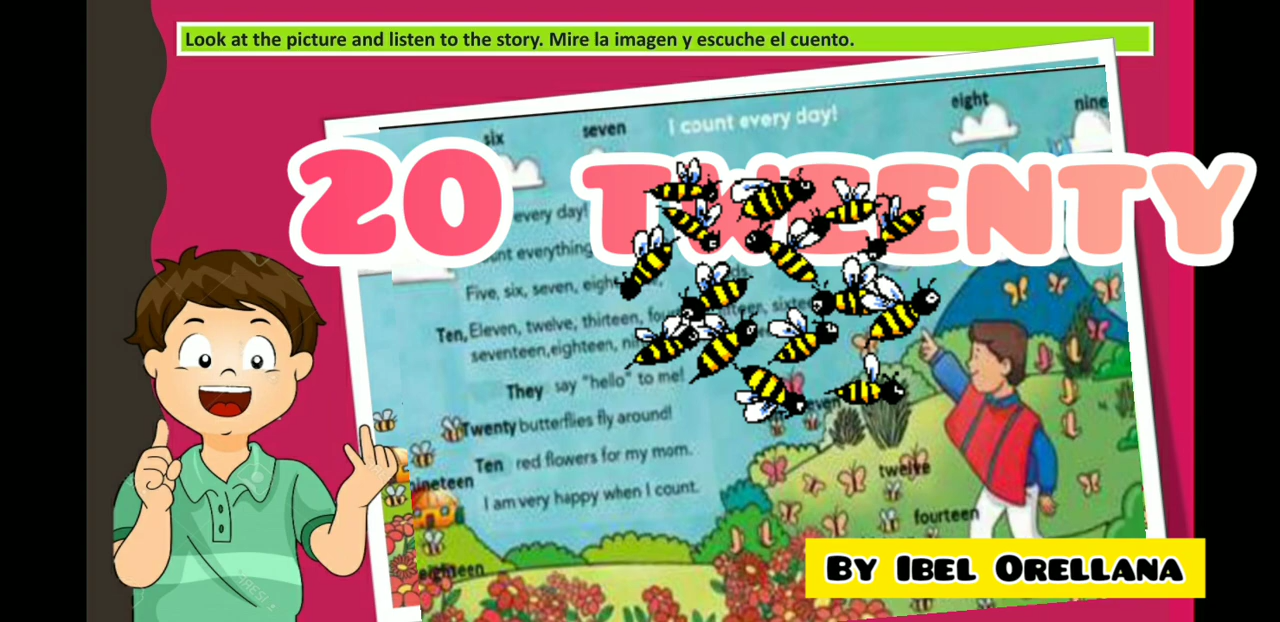 Look at the picture and listen to the story. Mire la imagen y escuche el cuento.
six
seven
I count every day!
eight
nine
20 TWEENTY
every day!
everything
Five, six, seven, eight
Ten, Eleven, twelve, thirteen,
seventeen, eighteen,
They say "hello" to me!
Twenty butterflies fly around!
Ten red flowers for my mom.
I am very happy when I count.
twelve
fourteen
nineteen
eighteen
By Ibel Orellana